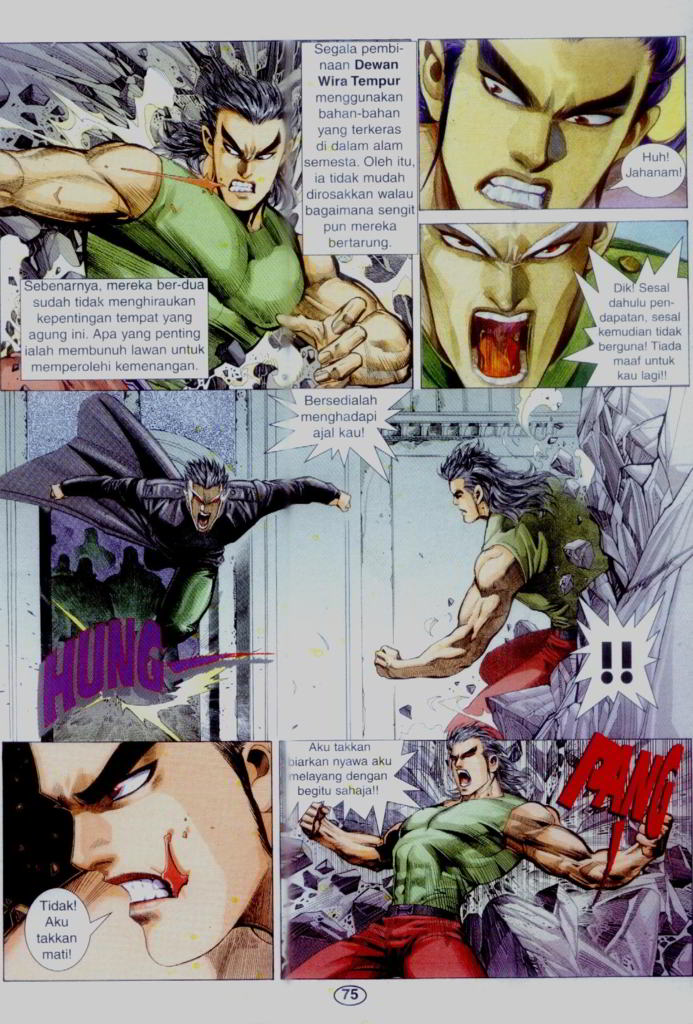 Segala pembi-
naan Dewan
Wira Tempur
menggunakan
bahan-bahan
yang terkeras
di dalam alam
semesta. Oleh itu,
ia tidak mudah
dirosakkan walau
bagaimana sengit
pun mereka
bertarung.
Sebenarnya, mereka ber-dua
sudah tidak menghiraukan
kepentingan tempat yang
agung ini. Apa yang penting
ialah membunuh lawan untuk
memperolehi kemenangan.
Huh!
Jahanam!
Dik! Sesal
dahulu pen-
dapatan, sesal
kemudian tidak
berguna! Tiada
maaf untuk
kau lagi!!
Bersedialah
menghadapi
ajal kau!
HUNG
!!
Tidak!
Aku
takkan
mati!
Aku takkan
biarkan nyawa aku
melayang dengan
begitu sahaja!!
PANG
75